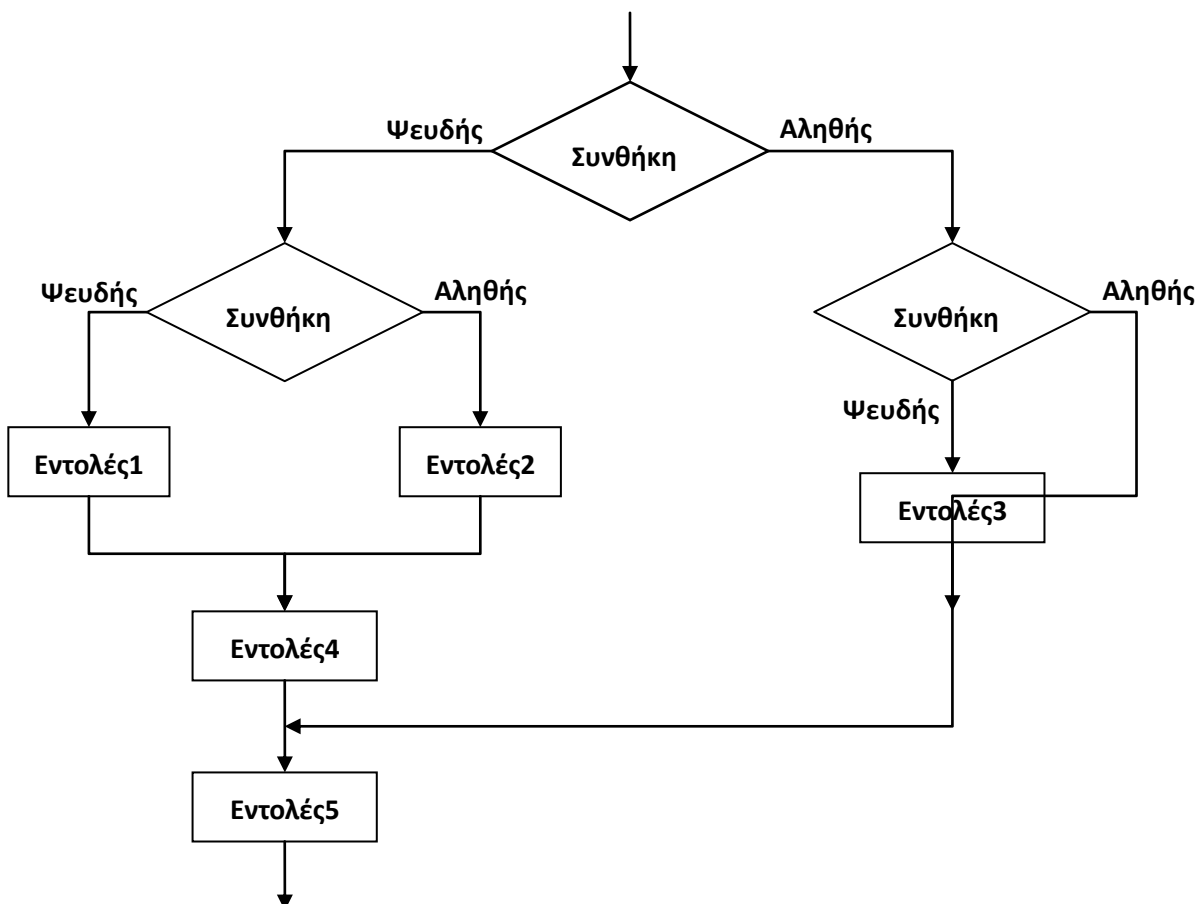 Ψευδής
Αληθής
Συνθήκη
Ψευδής
Αληθής
Αληθής
Συνθήκη
Συνθήκη
Ψευδής
Εντολές1
Εντολές2
Εντολές3
Εντολές4
Εντολές5